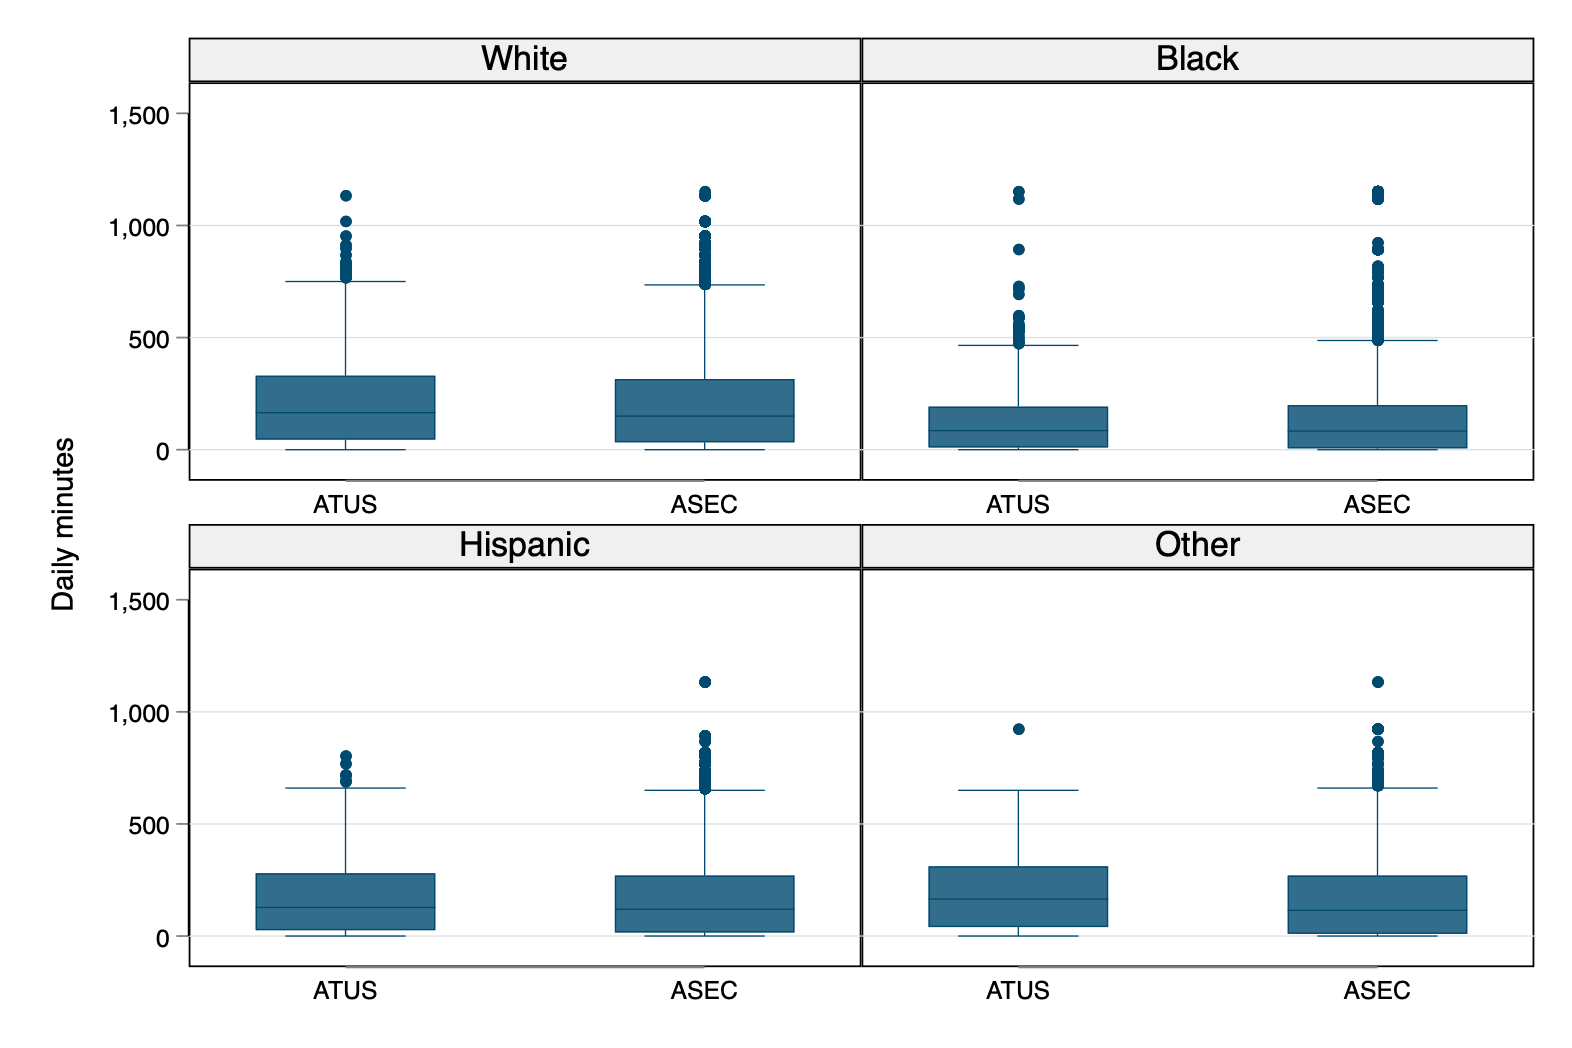 White
Black
1,500
1,000
500
0
ATUS
ASEC
ATUS
ASEC
Daily minutes
Hispanic
Other
1,500
1,000
500
0
ATUS
ASEC
ATUS
ASEC